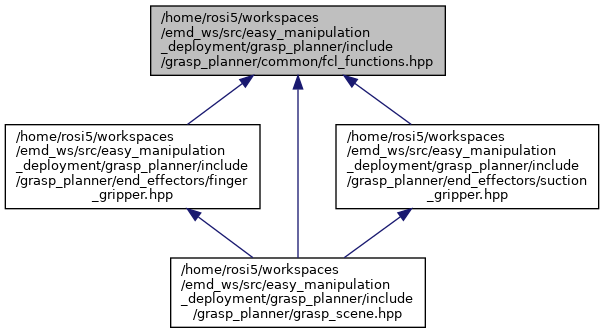 /home/rosi5/workspaces
/emd_ws/src/easy_manipulation
_deployment/grasp_planner/include
/grasp_planner/common/fcl_functions.hpp
/home/rosi5/workspaces
/emd_ws/src/easy_manipulation
_deployment/grasp_planner/include
/grasp_planner/end_effectors/finger
_gripper.hpp
/home/rosi5/workspaces
/emd_ws/src/easy_manipulation
_deployment/grasp_planner/include
/grasp_planner/end_effectors/suction
_gripper.hpp
/home/rosi5/workspaces
/emd_ws/src/easy_manipulation
_deployment/grasp_planner/include
/grasp_planner/grasp_scene.hpp